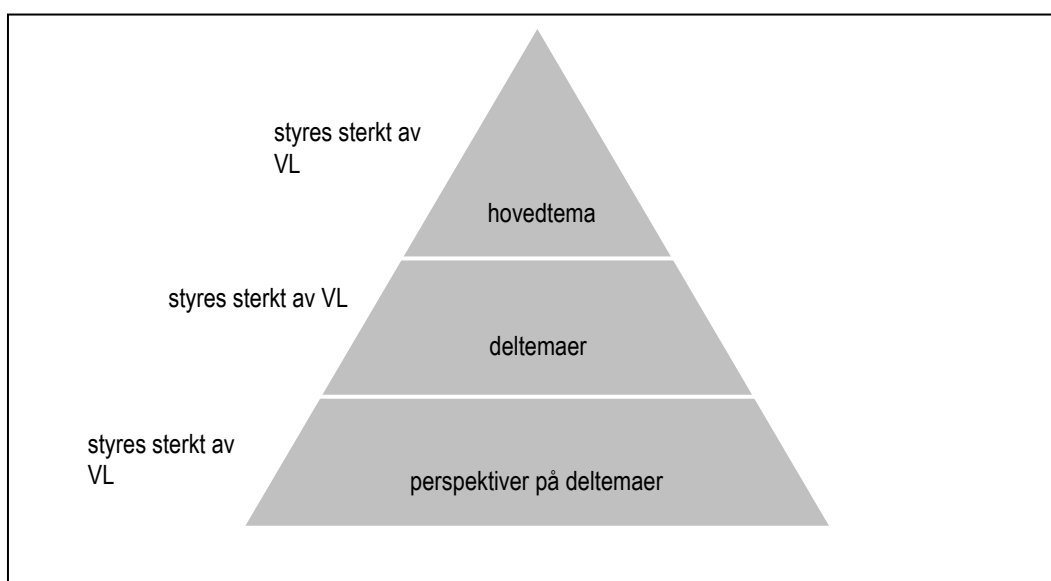 styres sterkt av
VL
hovedtema
styres sterkt av VL
deltemaer
styres sterkt av
VL
perspektiver på deltemaer